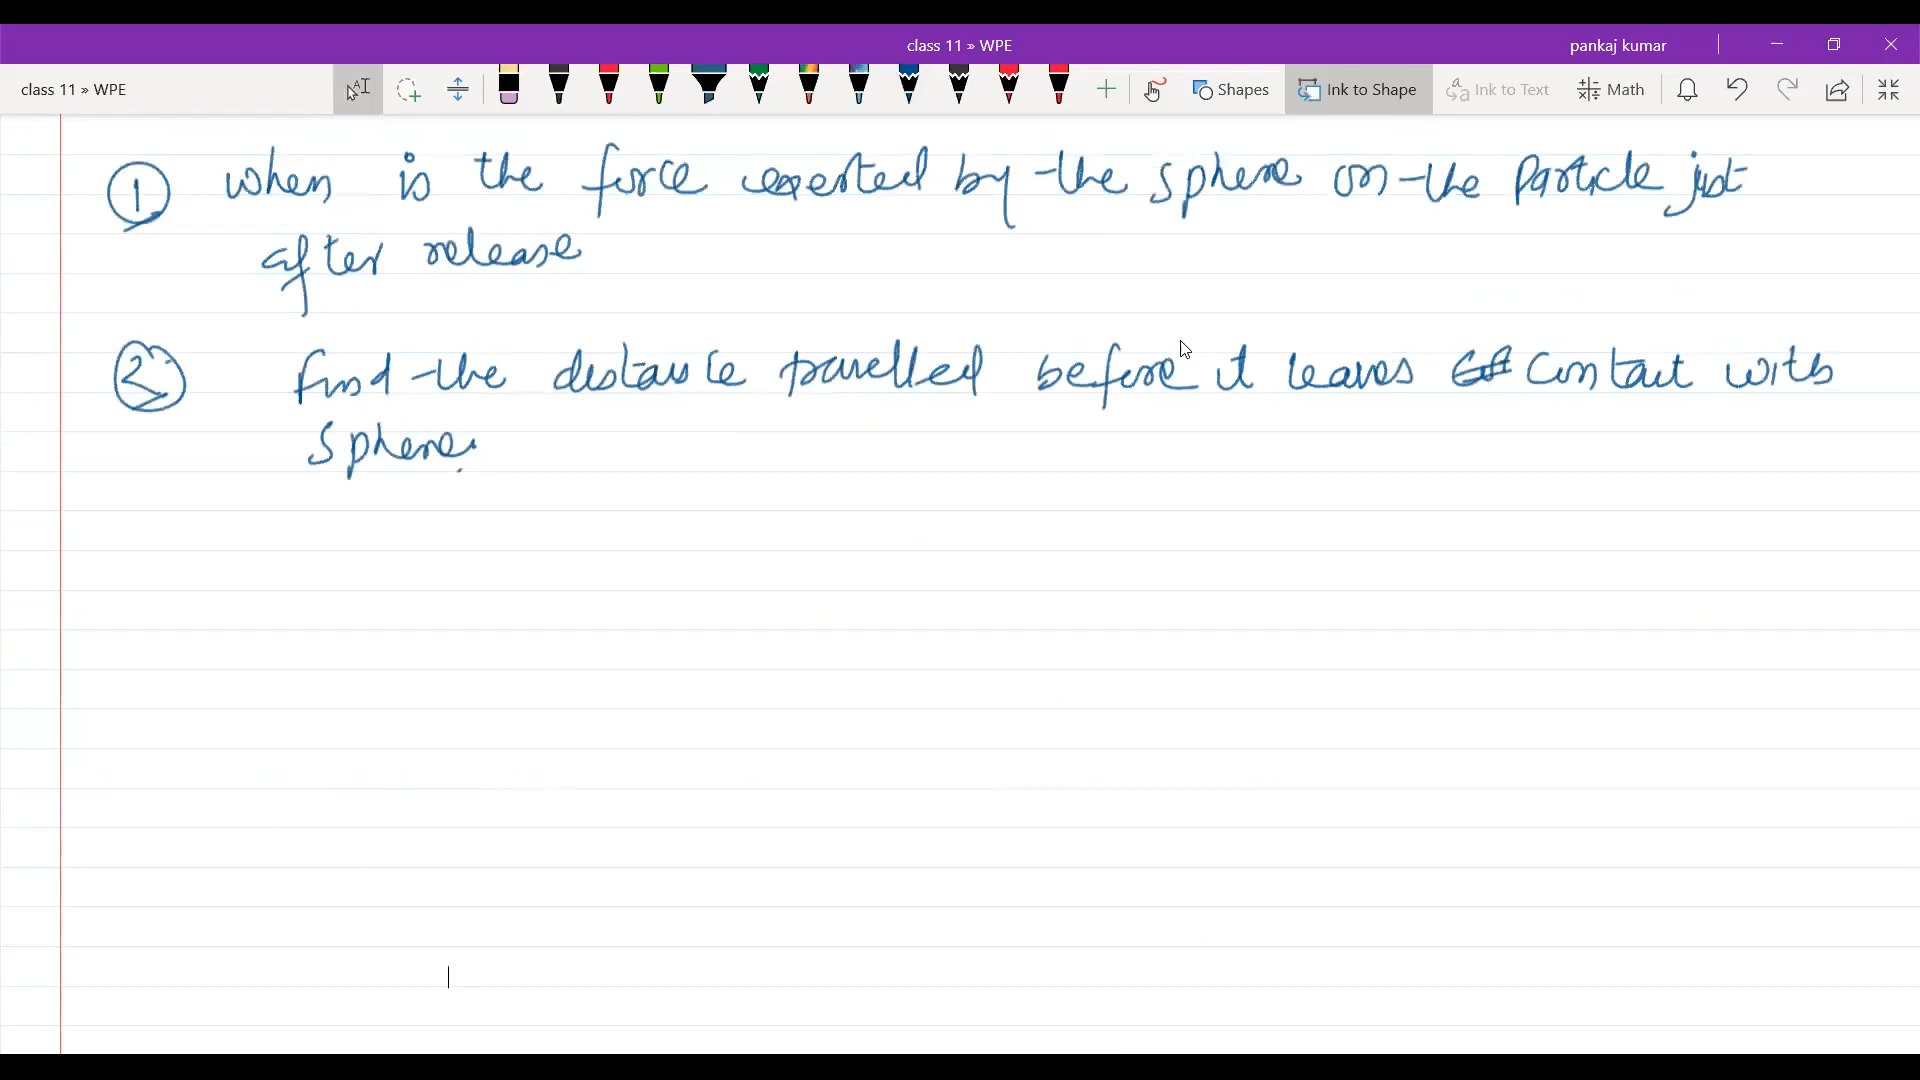 class 11 » WPE
pankaj kumar
class 11 » WPE
Shapes
Ink to Shape
Ink to Text
Math
① when is the force exerted by the sphere on the particle just
after release
② find the distance travelled before it leaves contact with
sphere.